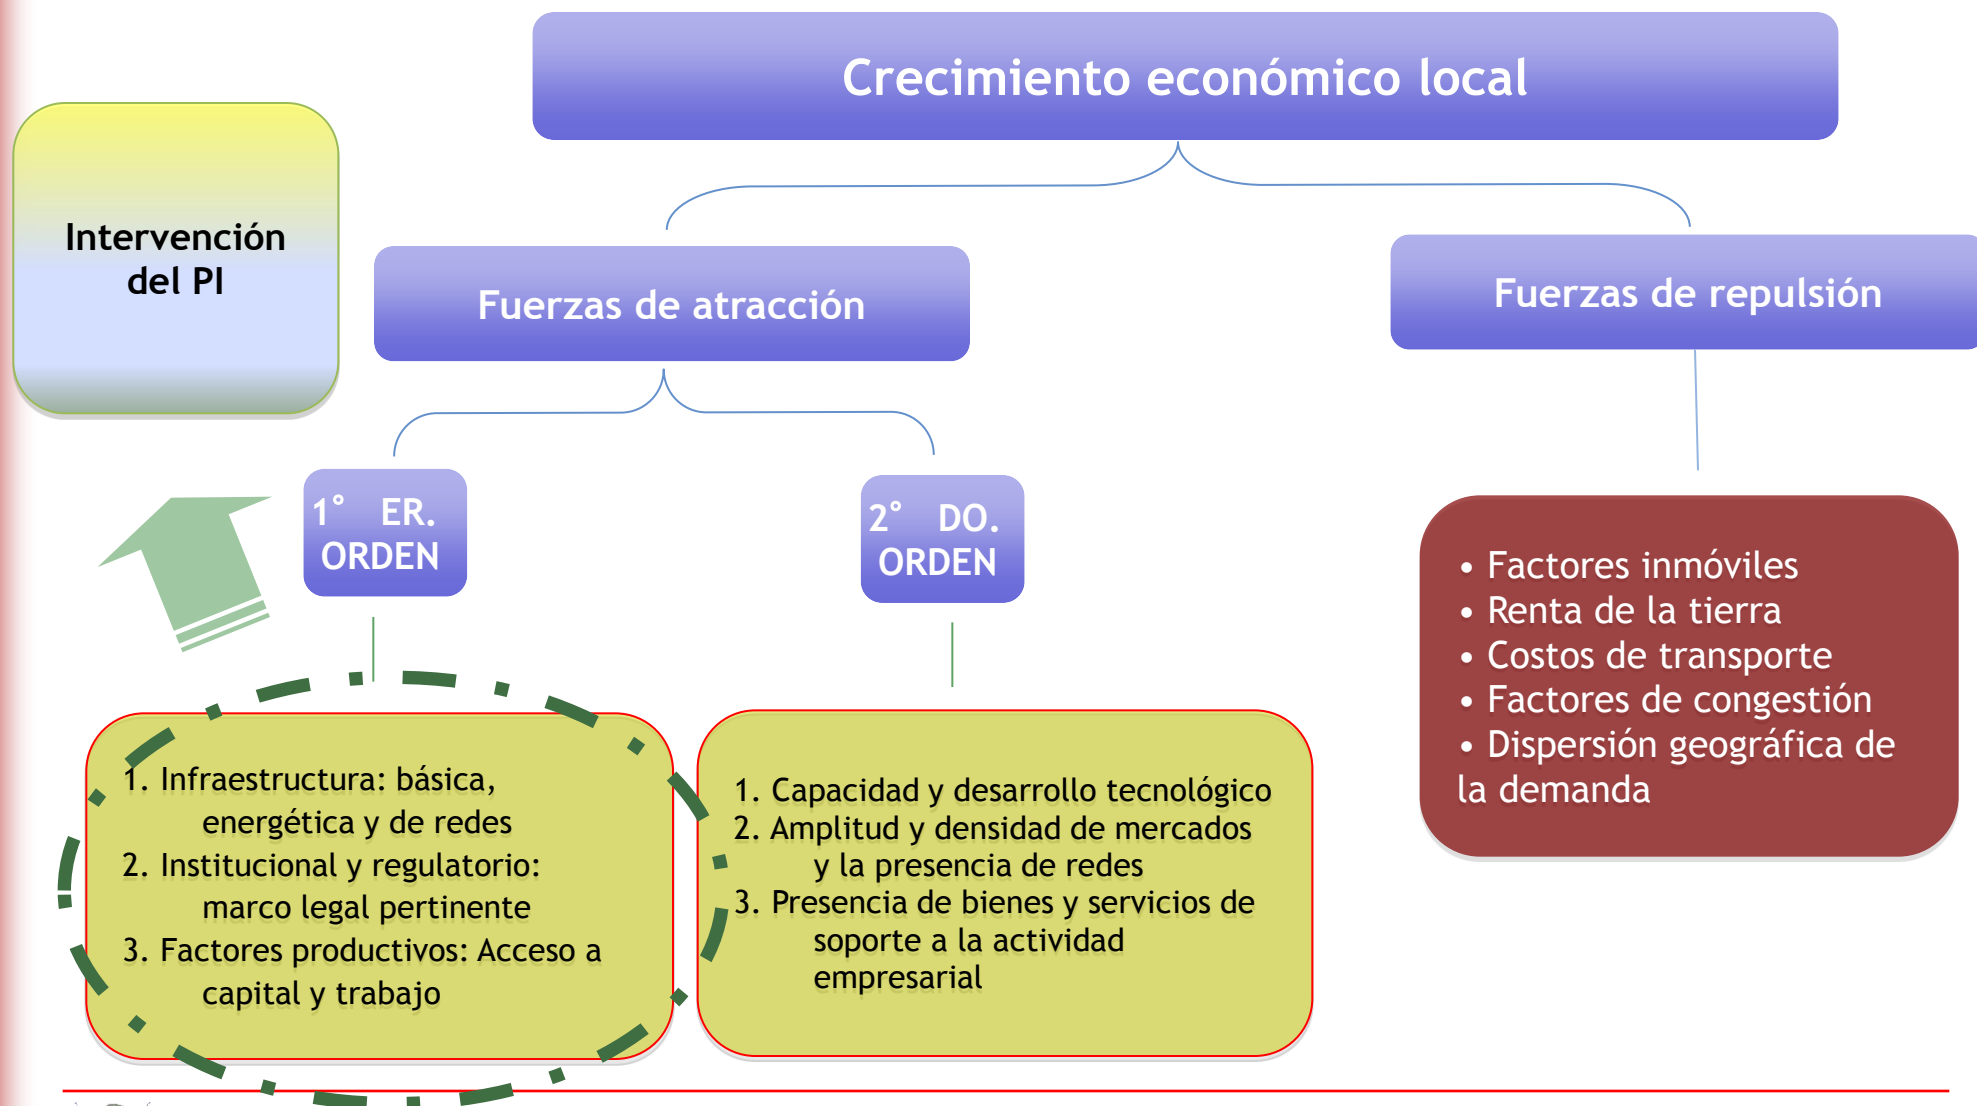 Crecimiento económico local
Intervención
del PI
Fuerzas de atracción
Fuerzas de repulsión
1° ER.
ORDEN
2° DO.
ORDEN
1. Infraestructura: básica,
energética y de redes
2. Institucional y regulatorio:
marco legal pertinente
3. Factores productivos: Acceso a
capital y trabajo
1. Capacidad y desarrollo tecnológico
2. Amplitud y densidad de mercados
y la presencia de redes
3. Presencia de bienes y servicios de
soporte a la actividad
empresarial
• Factores inmóviles
• Renta de la tierra
• Costos de transporte
• Factores de congestión
• Dispersión geográfica de
la demanda